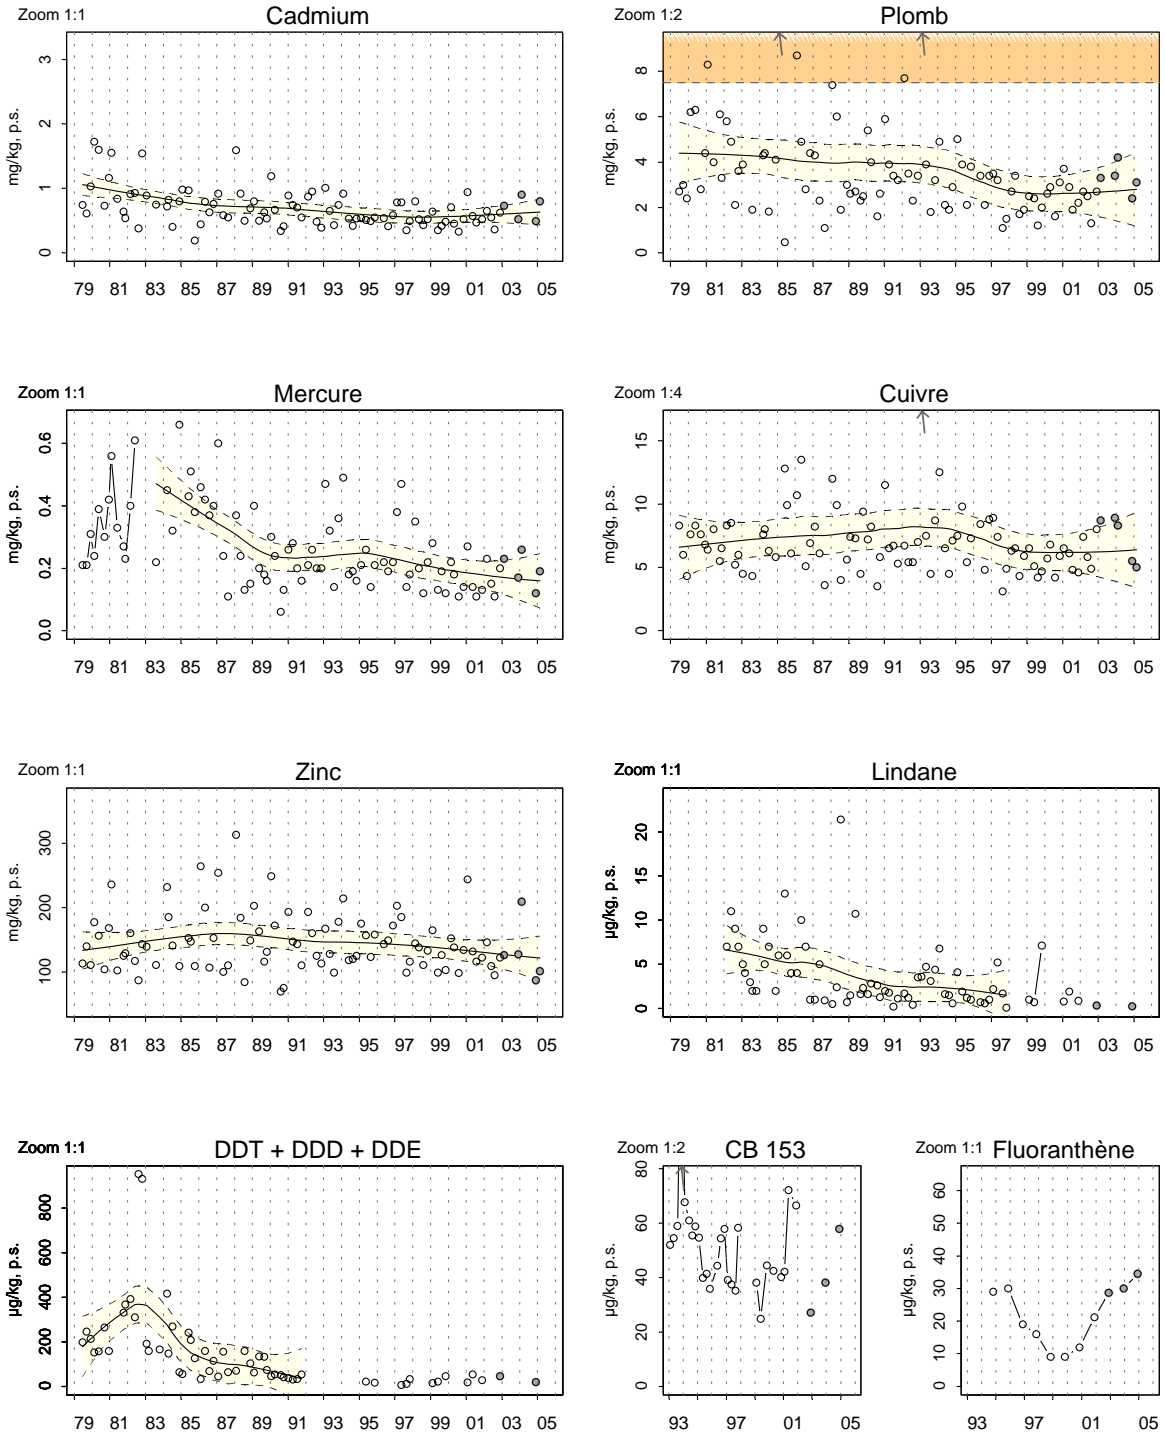 Zoom 1:1
Cadmium
mg/kg, p.s.
0 1 2 3
79 81 83 85 87 89 91 93 95 97 99 01 03 05
Zoom 1:2
Plomb
mg/kg, p.s.
0 2 4 6 8
79 81 83 85 87 89 91 93 95 97 99 01 03 05
Zoom 1:1
Mercure
mg/kg, p.s.
0.0 0.2 0.4 0.6
79 81 83 85 87 89 91 93 95 97 99 01 03 05
Zoom 1:4
Cuivre
mg/kg, p.s.
0 5 10 15
79 81 83 85 87 89 91 93 95 97 99 01 03 05
Zoom 1:1
Zinc
mg/kg, p.s.
100 200 300
79 81 83 85 87 89 91 93 95 97 99 01 03 05
Zoom 1:1
Lindane
µg/kg, p.s.
0 5 10 15 20
79 81 83 85 87 89 91 93 95 97 99 01 03 05
Zoom 1:1
DDT + DDD + DDE
µg/kg, p.s.
0 200 400 600 800
79 81 83 85 87 89 91 93 95 97 99 01 03 05
Zoom 1:2
CB 153
µg/kg, p.s.
0 20 40 60 80
93 97 01 05
Zoom 1:1
Fluoranthène
µg/kg, p.s.
0 10 20 30 40 50 60
93 97 01 05